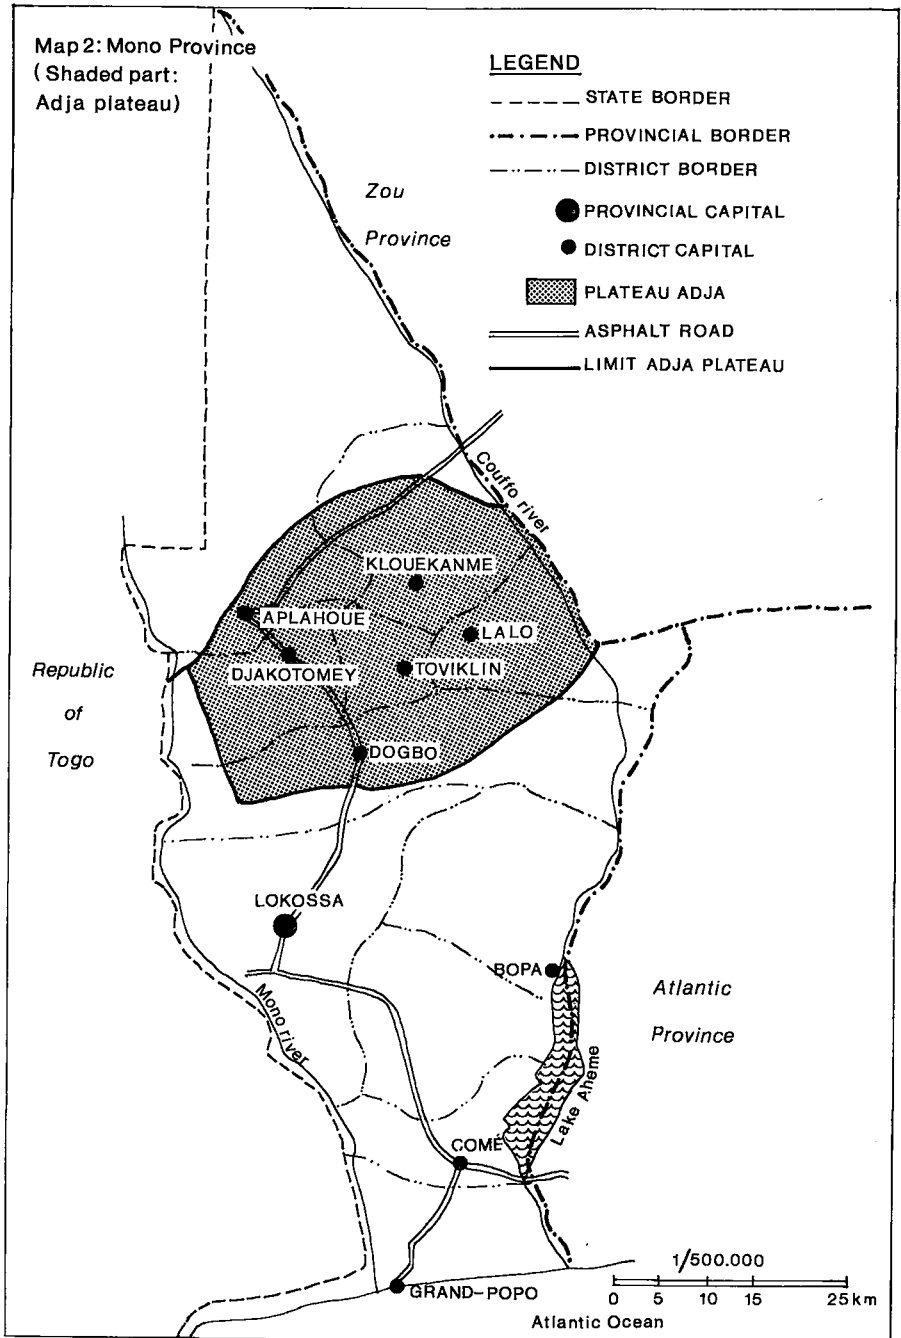 Map 2: Mono Province
(Shaded part:
Adja plateau)
LEGEND
STATE BORDER
PROVINCIAL BORDER
DISTRICT BORDER
PROVINCIAL CAPITAL
DISTRICT CAPITAL
PLATEAU ADJA
ASPHALT ROAD
LIMIT ADJA PLATEAU
Zou
Province
Couffo river
KLOUEKANME
APLAHOUE
LALO
DJAKOTOMEY
TOVIKLIN
Republic
of
Togo
DOGBO
LOKOSSA
BOPA
Mono river
Atlantic
Province
Lake Aheme
COMÉ
GRAND-POPO
1/500.000
0 5 10 15 25 km
Atlantic Ocean